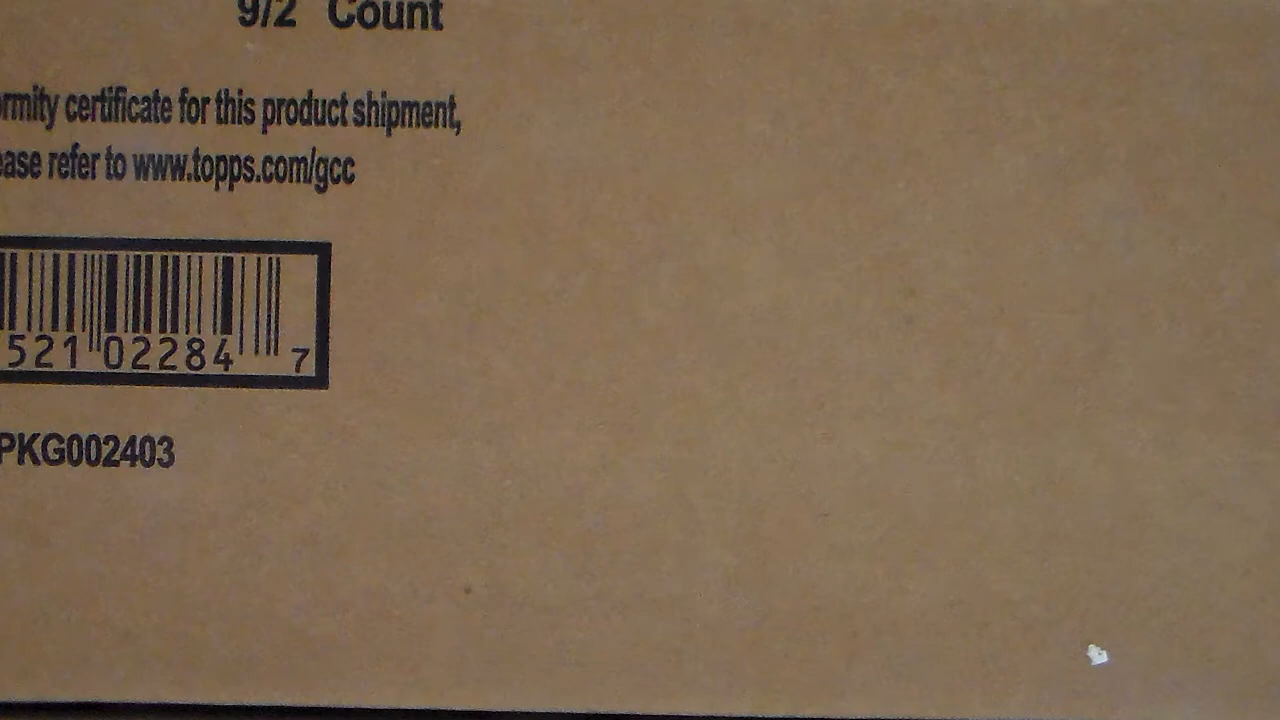 9/2 Count
ormity certificate for this product shipment,
ease refer to www.topps.com/gcc
521 02284 7
PKG002403